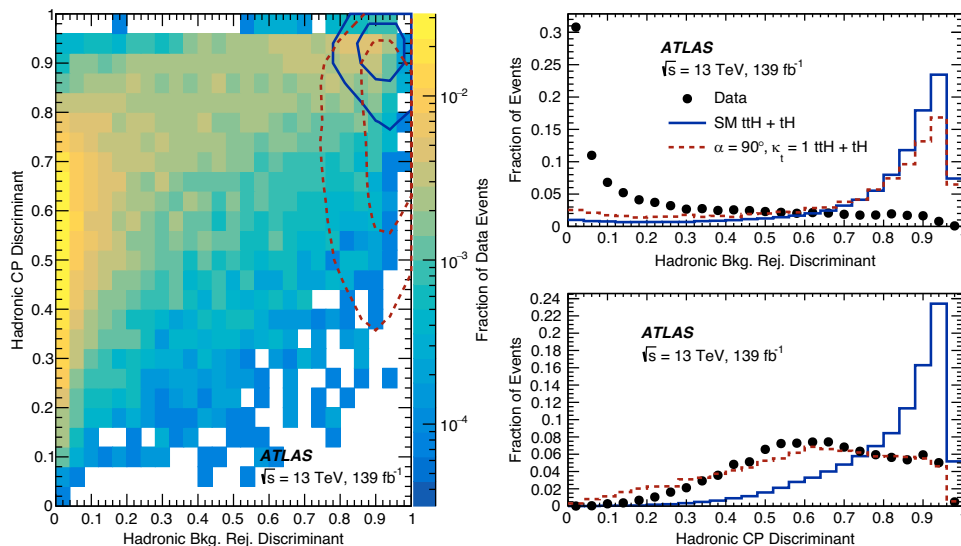 1
0.9
0.8
0.7
0.6
0.5
0.4
0.3
0.2
0.1
0
Hadronic CP Discriminant
ATLAS
√s = 13 TeV, 139 fb⁻¹
0 0.1 0.2 0.3 0.4 0.5 0.6 0.7 0.8 0.9 1
Hadronic Bkg. Rej. Discriminant
10⁻²
10⁻³
10⁻⁴
Fraction of Data Events
0.3
0.25
0.2
0.15
0.1
0.05
0
Fraction of Events
ATLAS
√s = 13 TeV, 139 fb⁻¹
Data
SM ttH + tH
α = 90°, κt = 1 ttH + tH
0 0.1 0.2 0.3 0.4 0.5 0.6 0.7 0.8 0.9 1
Hadronic Bkg. Rej. Discriminant
0.24
0.22
0.2
0.18
0.16
0.14
0.12
0.1
0.08
0.06
0.04
0.02
0
Fraction of Events
ATLAS
√s = 13 TeV, 139 fb⁻¹
0 0.1 0.2 0.3 0.4 0.5 0.6 0.7 0.8 0.9 1
Hadronic CP Discriminant